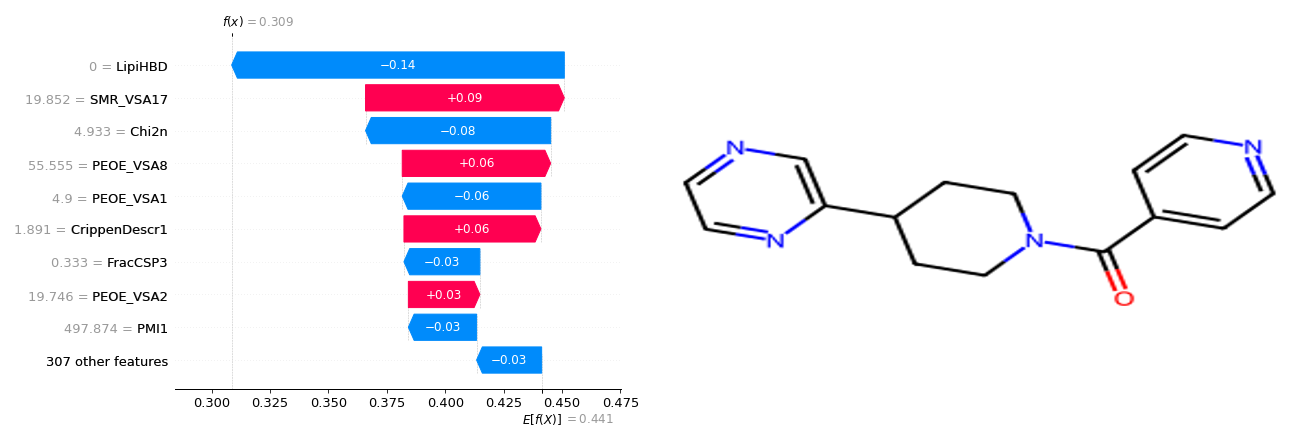 f(x) = 0.309
0 = LipiHBD
−0.14
19.852 = SMR_VSA17
+0.09
4.933 = Chi2n
−0.08
55.555 = PEOE_VSA8
+0.06
4.9 = PEOE_VSA1
−0.06
1.891 = CrippenDescr1
+0.06
0.333 = FracCSP3
−0.03
19.746 = PEOE_VSA2
+0.03
497.874 = PMI1
−0.03
307 other features
−0.03
0.300 0.325 0.350 0.375 0.400 0.425 0.450 0.475
E[f(X)] = 0.441
N
N
N
O
N